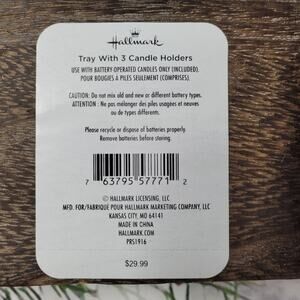 Hallmark
Tray With 3 Candle Holders
USE WITH BATTERY-OPERATED CANDLES ONLY (INCLUDED).
POUR BOUGIES A PILES SEULEMENT (COMPRISES).
CAUTION: Do not mix old and new or different battery types.
ATTENTION : Ne pas mélanger des piles usagées et neuves
ou de types différents.
Please recycle or dispose of batteries properly.
Remove batteries before storing.
7 63795 57771 2
© HALLMARK LICENSING, LLC
MFD. FOR/FABRIQUÉ POUR HALLMARK MARKETING COMPANY, LLC
KANSAS CITY, MO 64141
MADE IN CHINA
HALLMARK.COM
PRS1916
$29.99